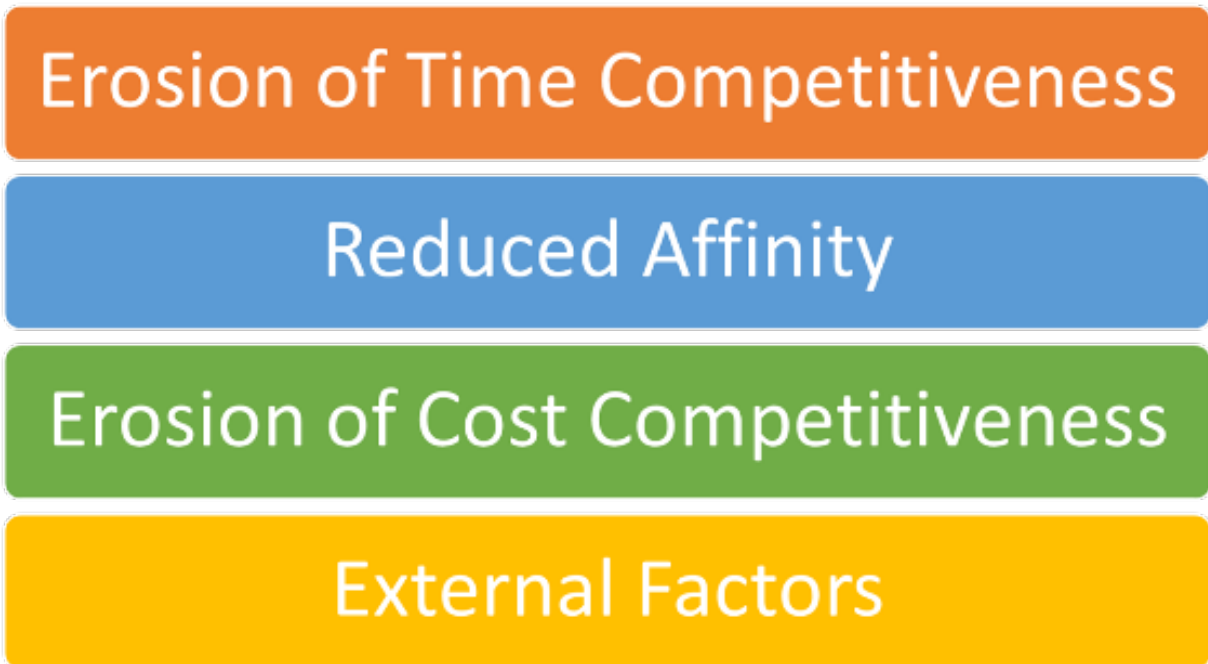 Erosion of Time Competitiveness
Reduced Affinity
Erosion of Cost Competitiveness
External Factors